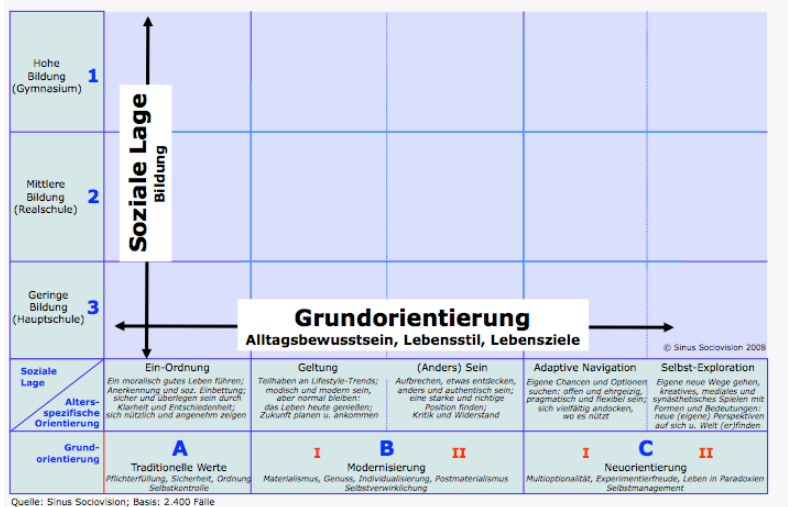 Hohe
Bildung
(Gymnasium)
1
Soziale Lage
Bildung
Mittlere
Bildung
(Realschule)
2
Geringe
Bildung
(Hauptschule)
3
Grundorientierung
Alltagsbewusstsein, Lebensstil, Lebensziele
© Sinus Sociovision 2008
Soziale
Lage
Alters-
spezifische
Orientierung
Ein-Ordnung
Ein moralisch gutes Leben führen;
Anerkennung und soz. Einbettung;
sicher und überlegen sein durch
Klarheit und Entschiedenheit;
sich nützlich und angenehm zeigen
Geltung
Teilhaben an Lifestyle-Trends;
modisch und modern sein,
aber normal bleiben:
das Leben heute genießen;
Zukunft planen u. ankommen
(Anders) Sein
Aufbrechen, etwas entdecken,
anders und authentisch sein;
eine starke und richtige
Position finden;
Kritik und Widerstand
Adaptive Navigation
Eigene Chancen und Optionen
suchen: offen und ehrgeizig,
pragmatisch und flexibel sein;
sich vielfältig andocken,
wo es nützt
Selbst-Exploration
Eigene neue Wege gehen,
kreatives, mediales und
synästhetisches Spielen mit
Formen und Bedeutungen:
neue (eigene) Perspektiven
auf sich u. Welt (er)finden
Grund-
orientierung
A
Traditionelle Werte
Pflichterfüllung, Sicherheit, Ordnung
Selbstkontrolle
I B II
Modernisierung
Materialismus, Genuss, Individualisierung, Postmaterialismus
Selbstverwirklichung
I C II
Neuorientierung
Multioptionalität, Experimentierfreude, Leben in Paradoxien
Selbstmanagement
Quelle: Sinus Sociovision; Basis: 2.400 Fälle